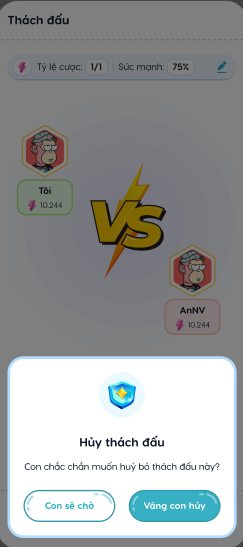 Thách đấu
Tỷ lệ cược: 1/1 Sức mạnh: 75%
Tôi
10.244
VS
AnNV
10.244
Hủy thách đấu
Con chắc chắn muốn huỷ bỏ thách đấu này?
Con sẽ chờ
Vâng con hủy